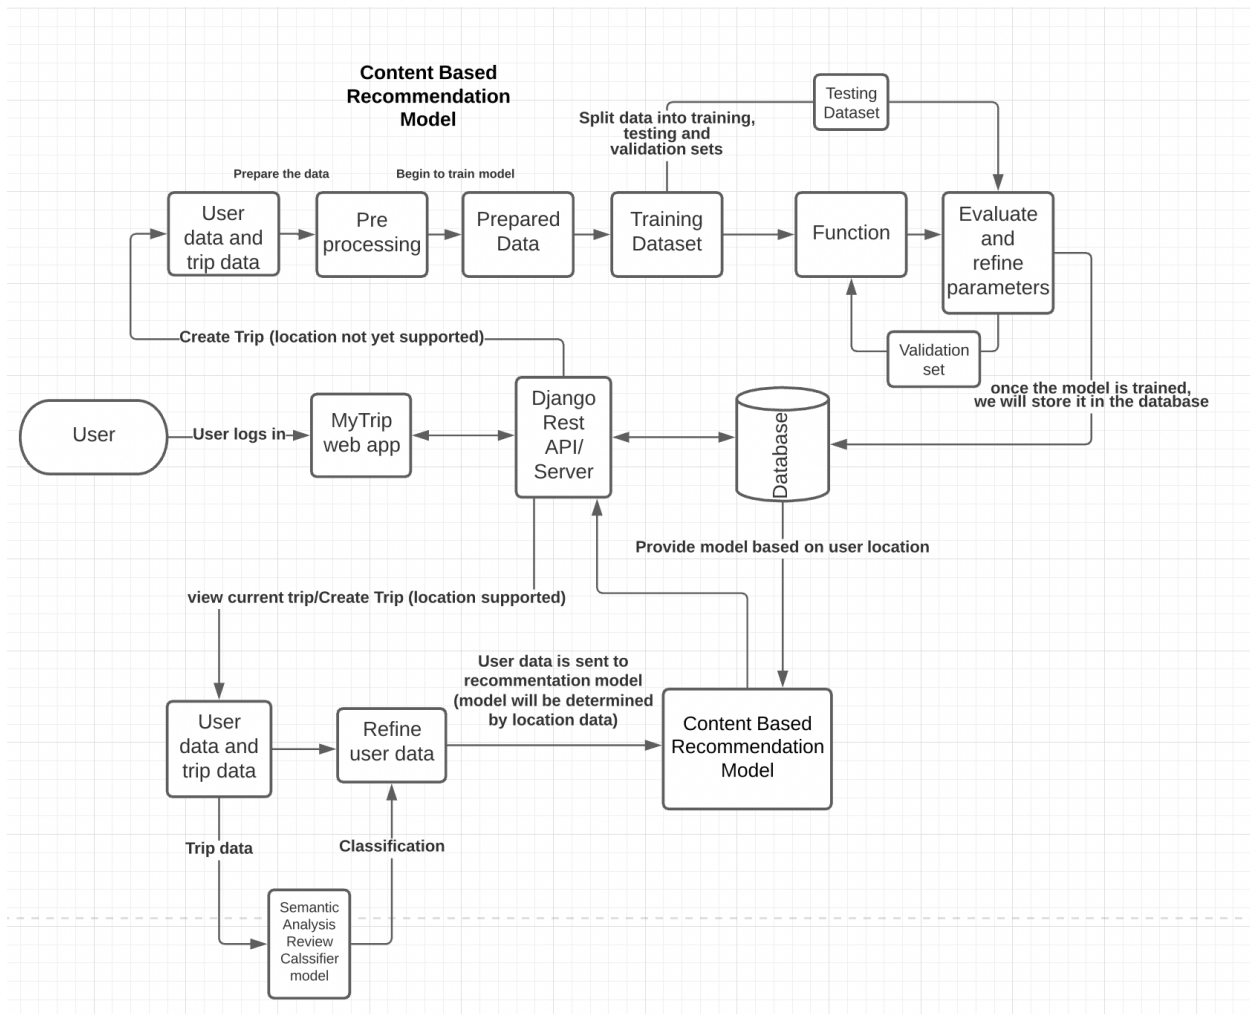 Content Based
Recommendation
Model
Testing
Dataset
Split data into training,
testing and
validation sets
Prepare the data
Begin to train model
User
data and
trip data
Pre
processing
Prepared
Data
Training
Dataset
Function
Evaluate
and
refine
parameters
Create Trip (location not yet supported)
Validation
set
once the model is trained,
we will store it in the database
User
User logs in
MyTrip
web app
Django
Rest
API/
Server
Database
Provide model based on user location
view current trip/Create Trip (location supported)
User data is sent to
recommentation model
(model will be determined
by location data)
User
data and
trip data
Refine
user data
Content Based
Recommendation
Model
Trip data
Classification
Semantic
Analysis
Review
Calssifier
model